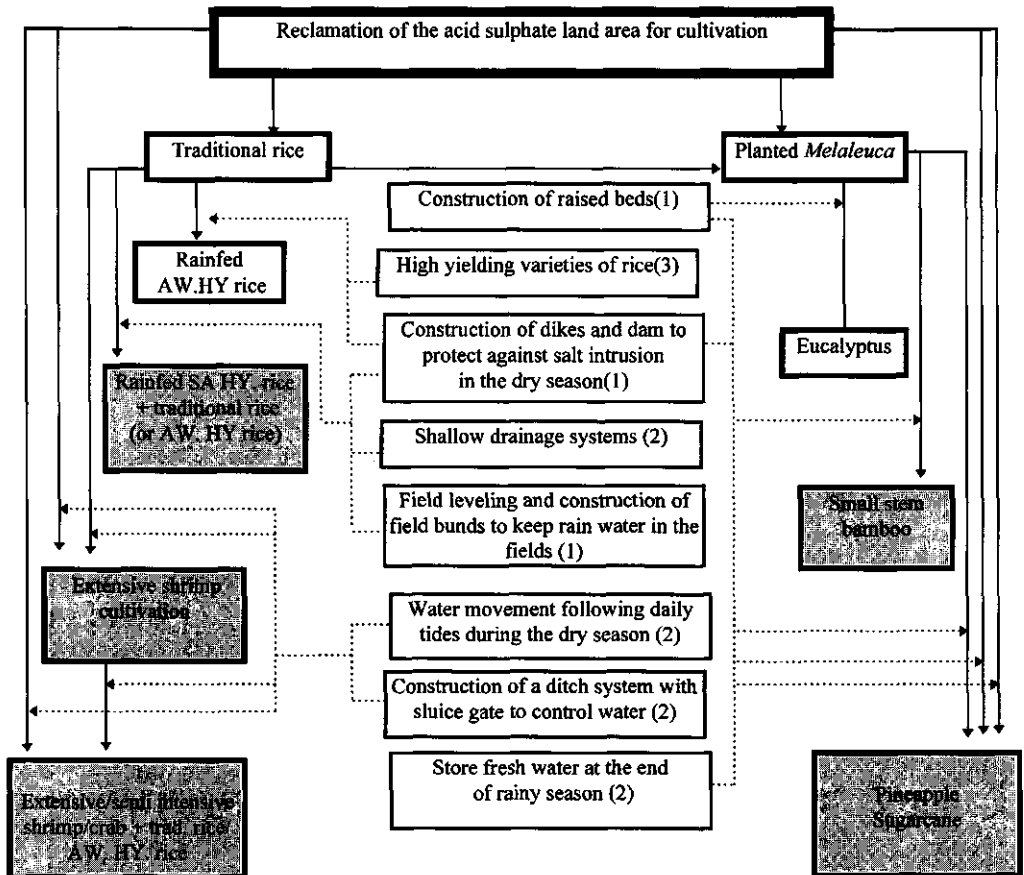 Reclamation of the acid sulphate land area for cultivation
Traditional rice
Planted Melaleuca
Construction of raised beds(1)
Rainfed
AW.HY rice
High yielding varieties of rice(3)
Construction of dikes and dam to
protect against salt intrusion
in the dry season(1)
Eucalyptus
Rainfed SA HY. rice
+ traditional rice
(or AW. HY rice)
Shallow drainage systems (2)
Field leveling and construction of
field bunds to keep rain water in the
fields (1)
Small stem
bamboo
Extensive shrimp
cultivation
Water movement following daily
tides during the dry season (2)
Construction of a ditch system with
sluice gate to control water (2)
Store fresh water at the end
of rainy season (2)
Extensive/semi intensive
shrimp/crab + trad. rice/
AW. HY. rice
Pineapple
Sugarcane